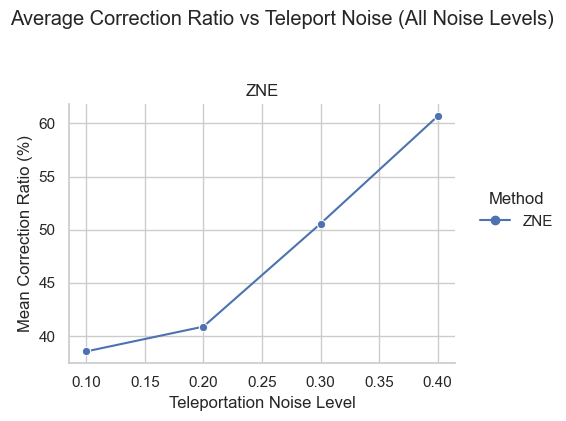 Average Correction Ratio vs Teleport Noise (All Noise Levels)
ZNE
Mean Correction Ratio (%)
60
55
50
45
40
0.10 0.15 0.20 0.25 0.30 0.35 0.40
Teleportation Noise Level
Method
ZNE